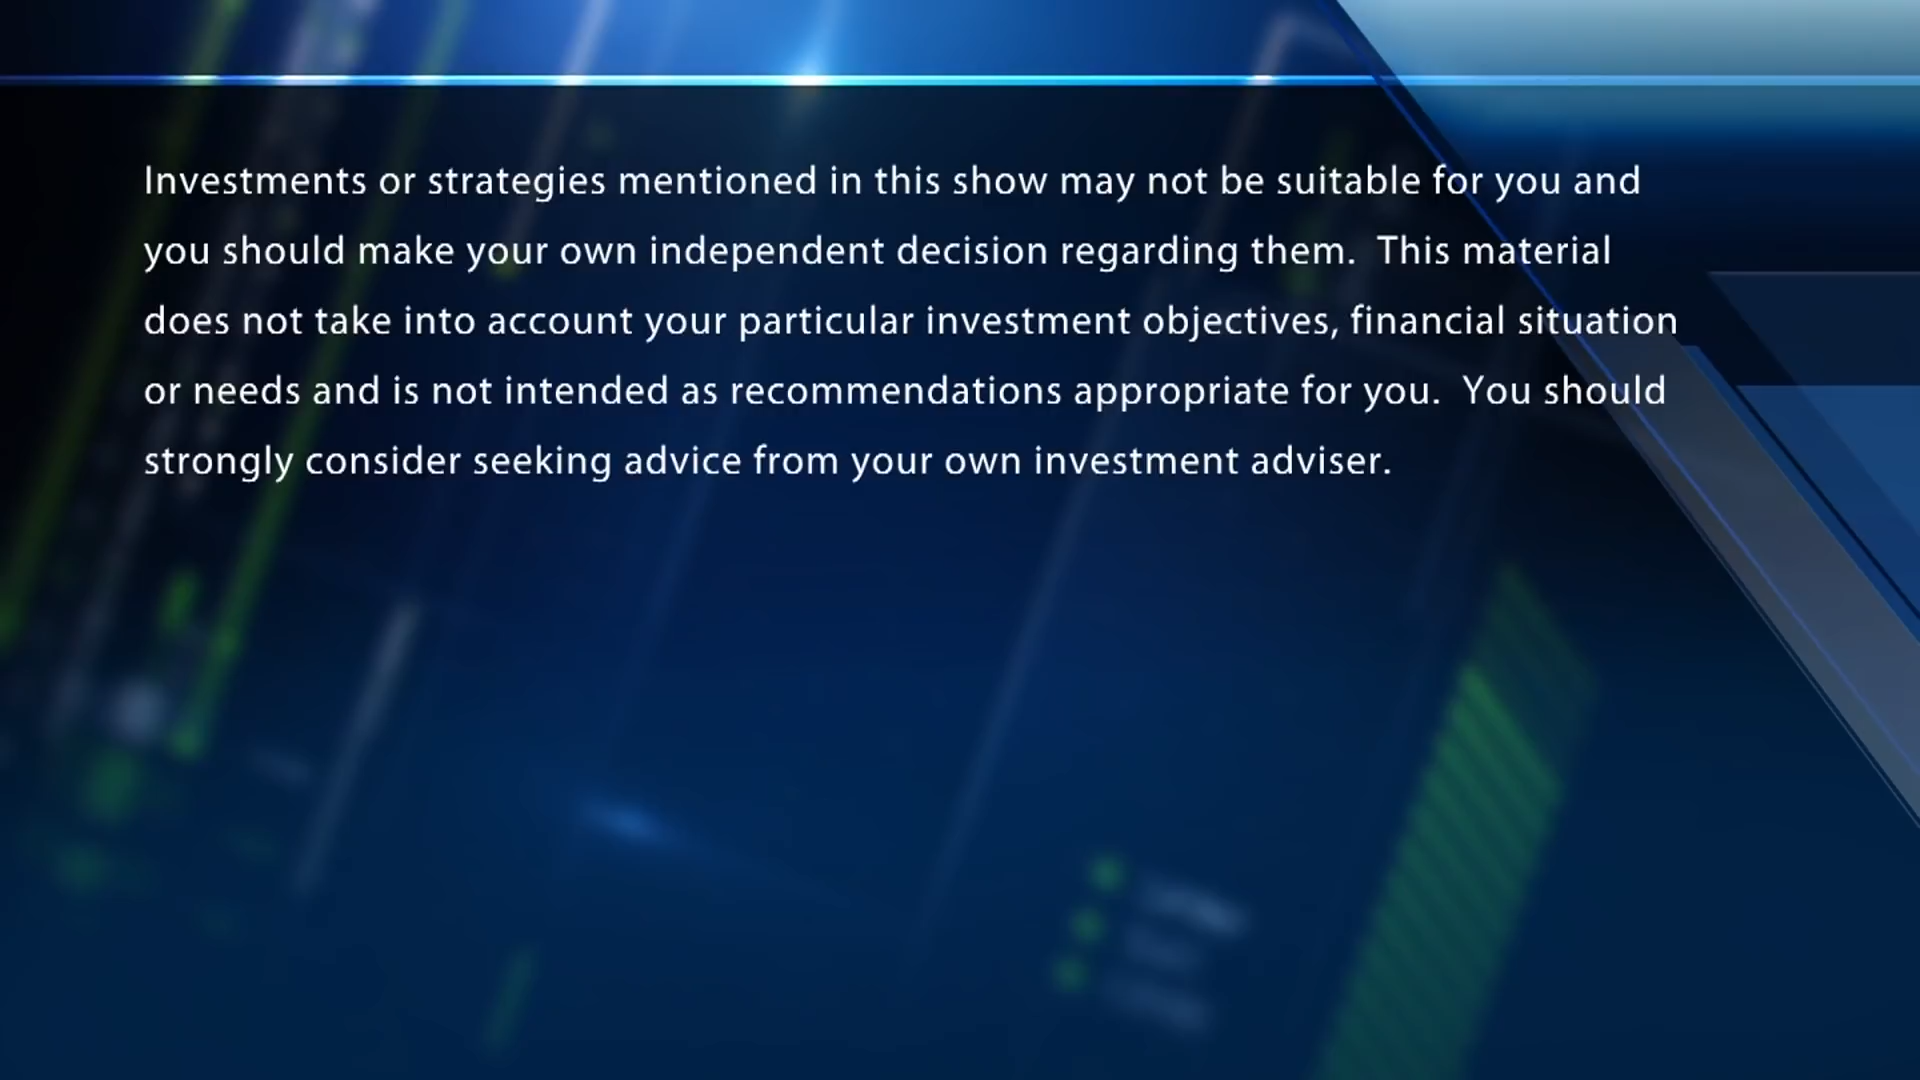 Investments or strategies mentioned in this show may not be suitable for you and
you should make your own independent decision regarding them.  This material
does not take into account your particular investment objectives, financial situation
or needs and is not intended as recommendations appropriate for you.  You should
strongly consider seeking advice from your own investment adviser.